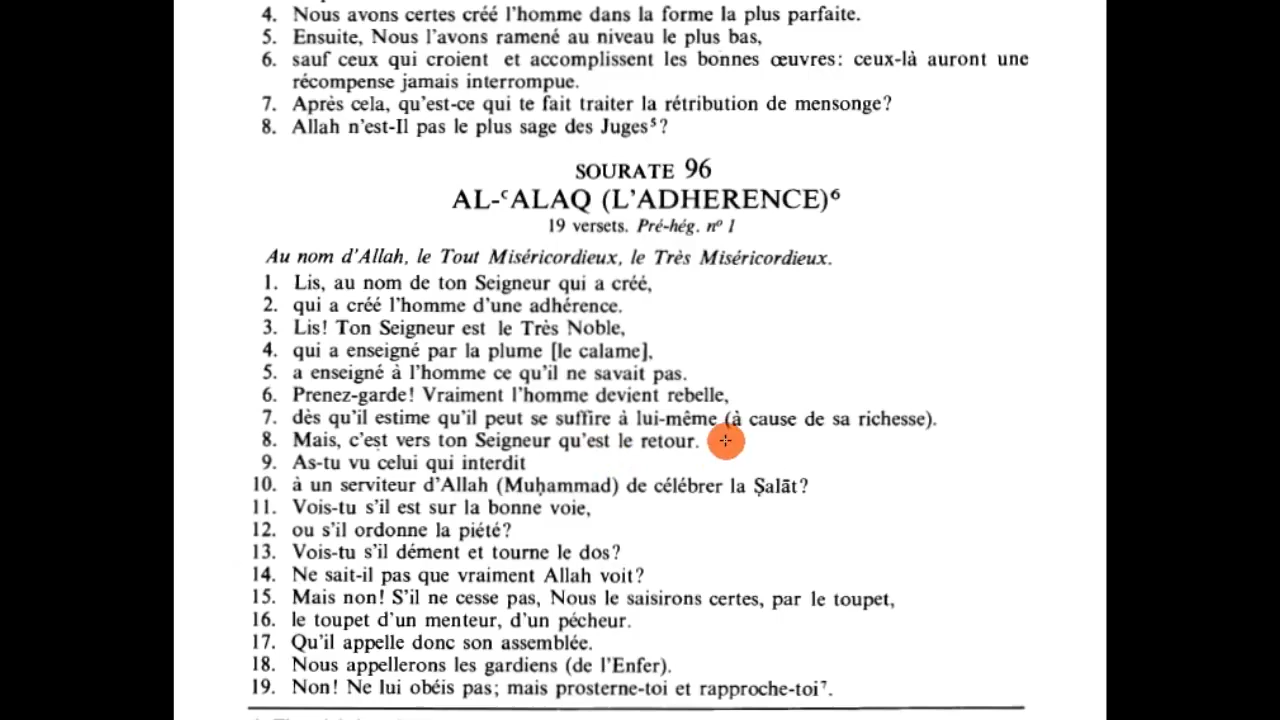 4. Nous avons certes créé l'homme dans la forme la plus parfaite.
5. Ensuite, Nous l'avons ramené au niveau le plus bas,
6. sauf ceux qui croient et accomplissent les bonnes œuvres: ceux-là auront une
récompense jamais interrompue.
7. Après cela, qu'est-ce qui te fait traiter la rétribution de mensonge?
8. Allah n'est-Il pas le plus sage des Juges⁵?
SOURATE 96
AL-ʿALAQ (L'ADHERENCE)⁶
19 versets. Pré-hég. nº 1
Au nom d'Allah, le Tout Miséricordieux, le Très Miséricordieux.
1. Lis, au nom de ton Seigneur qui a créé,
2. qui a créé l'homme d'une adhérence.
3. Lis! Ton Seigneur est le Très Noble,
4. qui a enseigné par la plume [le calame],
5. a enseigné à l'homme ce qu'il ne savait pas.
6. Prenez-garde! Vraiment l'homme devient rebelle,
7. dès qu'il estime qu'il peut se suffire à lui-même (à cause de sa richesse).
8. Mais, c'est vers ton Seigneur qu'est le retour.
9. As-tu vu celui qui interdit
10. à un serviteur d'Allah (Muḥammad) de célébrer la Ṣalāt?
11. Vois-tu s'il est sur la bonne voie,
12. ou s'il ordonne la piété?
13. Vois-tu s'il dément et tourne le dos?
14. Ne sait-il pas que vraiment Allah voit?
15. Mais non! S'il ne cesse pas, Nous le saisirons certes, par le toupet,
16. le toupet d'un menteur, d'un pécheur.
17. Qu'il appelle donc son assemblée.
18. Nous appellerons les gardiens (de l'Enfer).
19. Non! Ne lui obéis pas; mais prosterne-toi et rapproche-toi⁷.